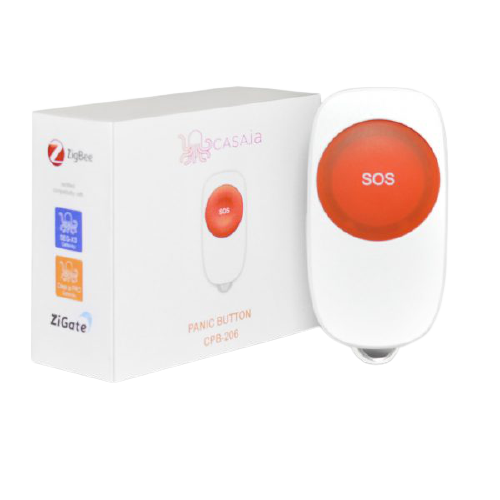 ZigBee
ZiGate
CASAIA
SOS
PANIC BUTTON
CPB-206
SOS